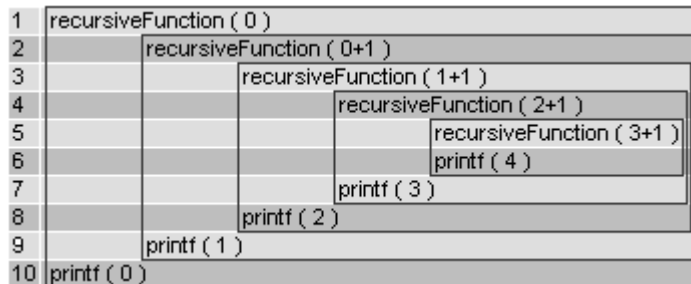 1 recursiveFunction ( 0 )
2 recursiveFunction ( 0+1 )
3 recursiveFunction ( 1+1 )
4 recursiveFunction ( 2+1 )
5 recursiveFunction ( 3+1 )
6 printf ( 4 )
7 printf ( 3 )
8 printf ( 2 )
9 printf ( 1 )
10 printf ( 0 )